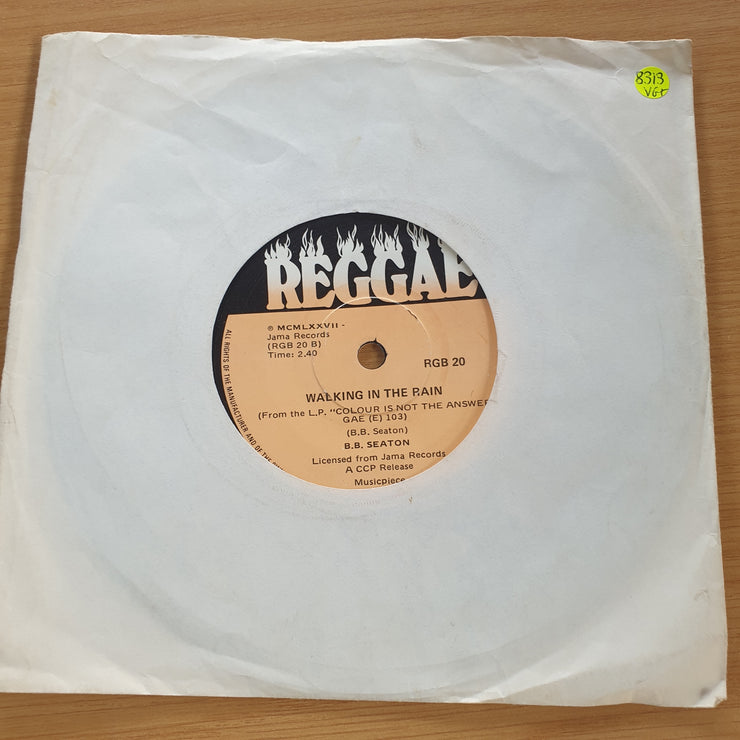 8313
VG+
REGGAE
℗ MCMLXXVII -
Jama Records
(RGB 20 B)
Time: 2.40
RGB 20
WALKING IN THE RAIN
(From the L.P. "COLOUR IS NOT THE ANSWER
GAE (E) 103)
(B.B. Seaton)
B.B. SEATON
Licensed from Jama Records
A CCP Release
Musicpiece
ALL RIGHTS OF THE MANUFACTURER AND OF THE